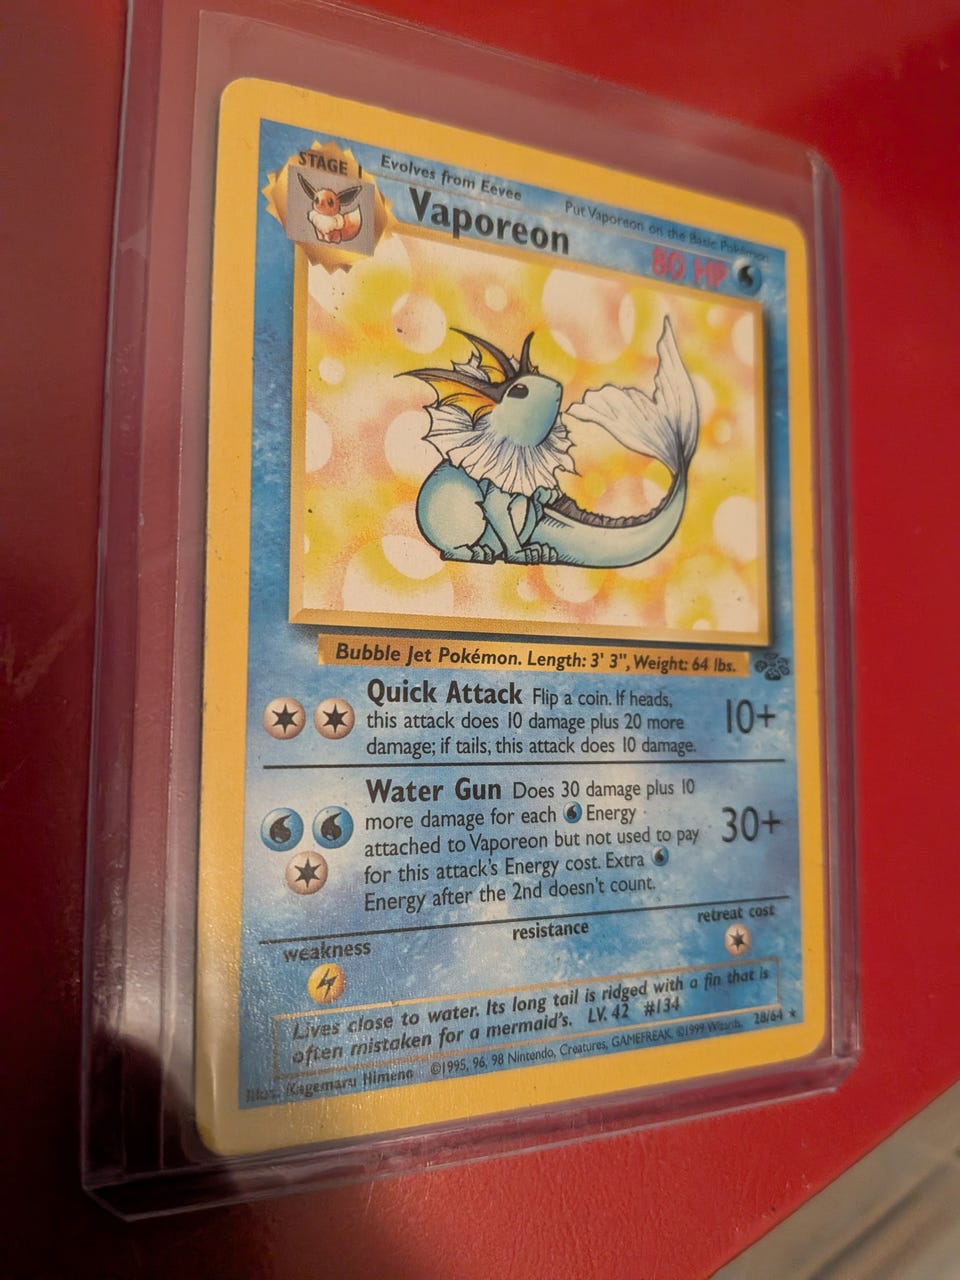 STAGE 1
Evolves from Eevee
Put Vaporeon on the Basic Pokémon
Vaporeon
80 HP
Bubble Jet Pokémon. Length: 3' 3", Weight: 64 lbs.
Quick Attack Flip a coin. If heads,
this attack does 10 damage plus 20 more
damage; if tails, this attack does 10 damage.
10+
Water Gun Does 30 damage plus 10
more damage for each Energy
attached to Vaporeon but not used to pay
for this attack's Energy cost. Extra
Energy after the 2nd doesn't count.
30+
weakness
resistance
retreat cost
Lives close to water. Its long tail is ridged with a fin that is
often mistaken for a mermaid's. LV. 42 #134
Illus. Kagemaru Himeno ©1995, 96, 98 Nintendo, Creatures, GAMEFREAK. ©1999 Wizards. 28/64 ★